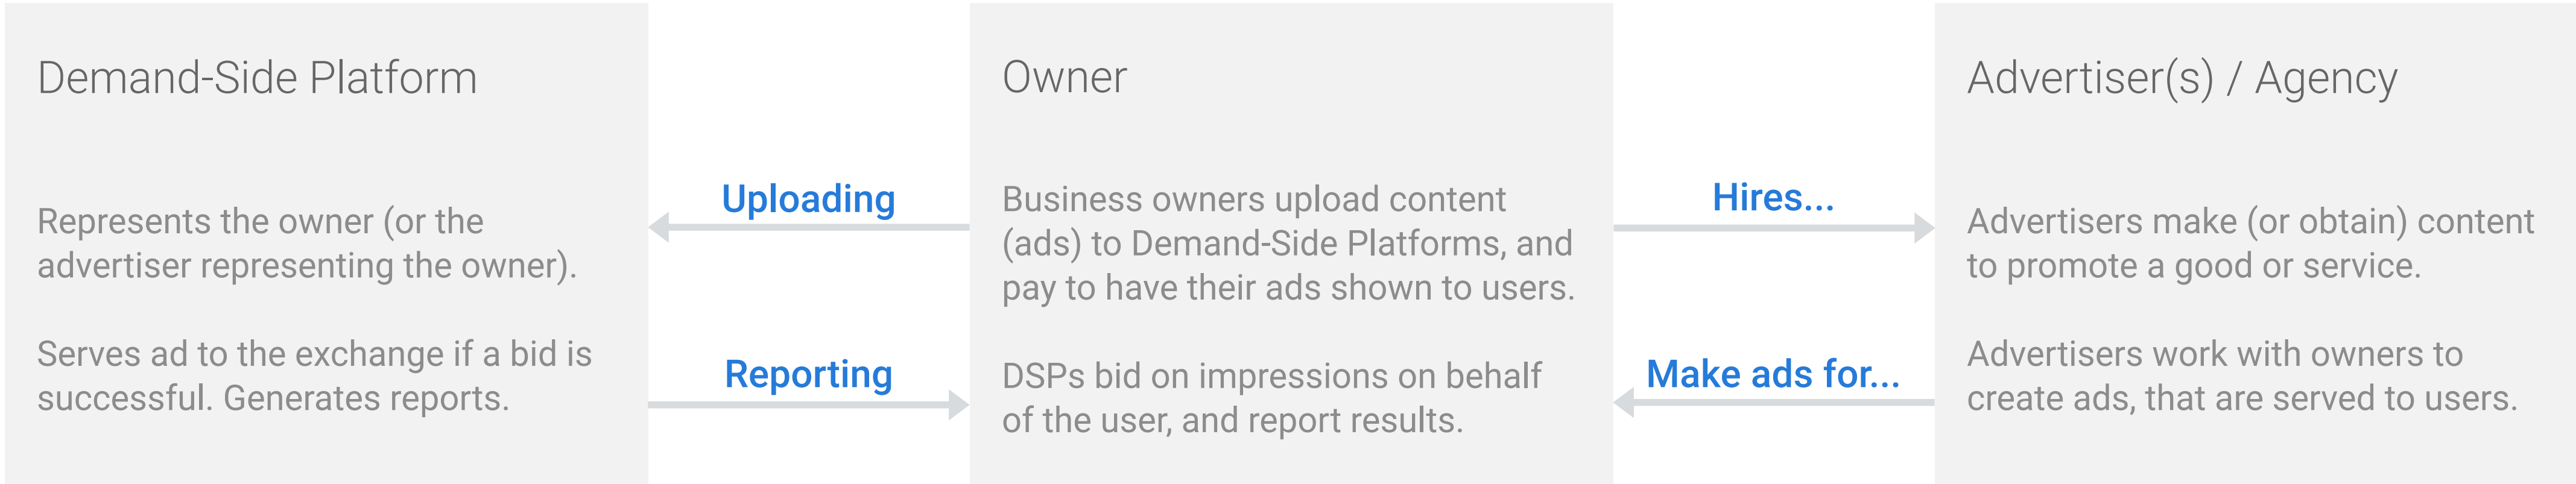 Demand-Side Platform
Represents the owner (or the
advertiser representing the owner).
Serves ad to the exchange if a bid is
successful. Generates reports.
Uploading
Reporting
Owner
Business owners upload content
(ads) to Demand-Side Platforms, and
pay to have their ads shown to users.
DSPs bid on impressions on behalf
of the user, and report results.
Hires...
Make ads for...
Advertiser(s) / Agency
Advertisers make (or obtain) content
to promote a good or service.
Advertisers work with owners to
create ads, that are served to users.